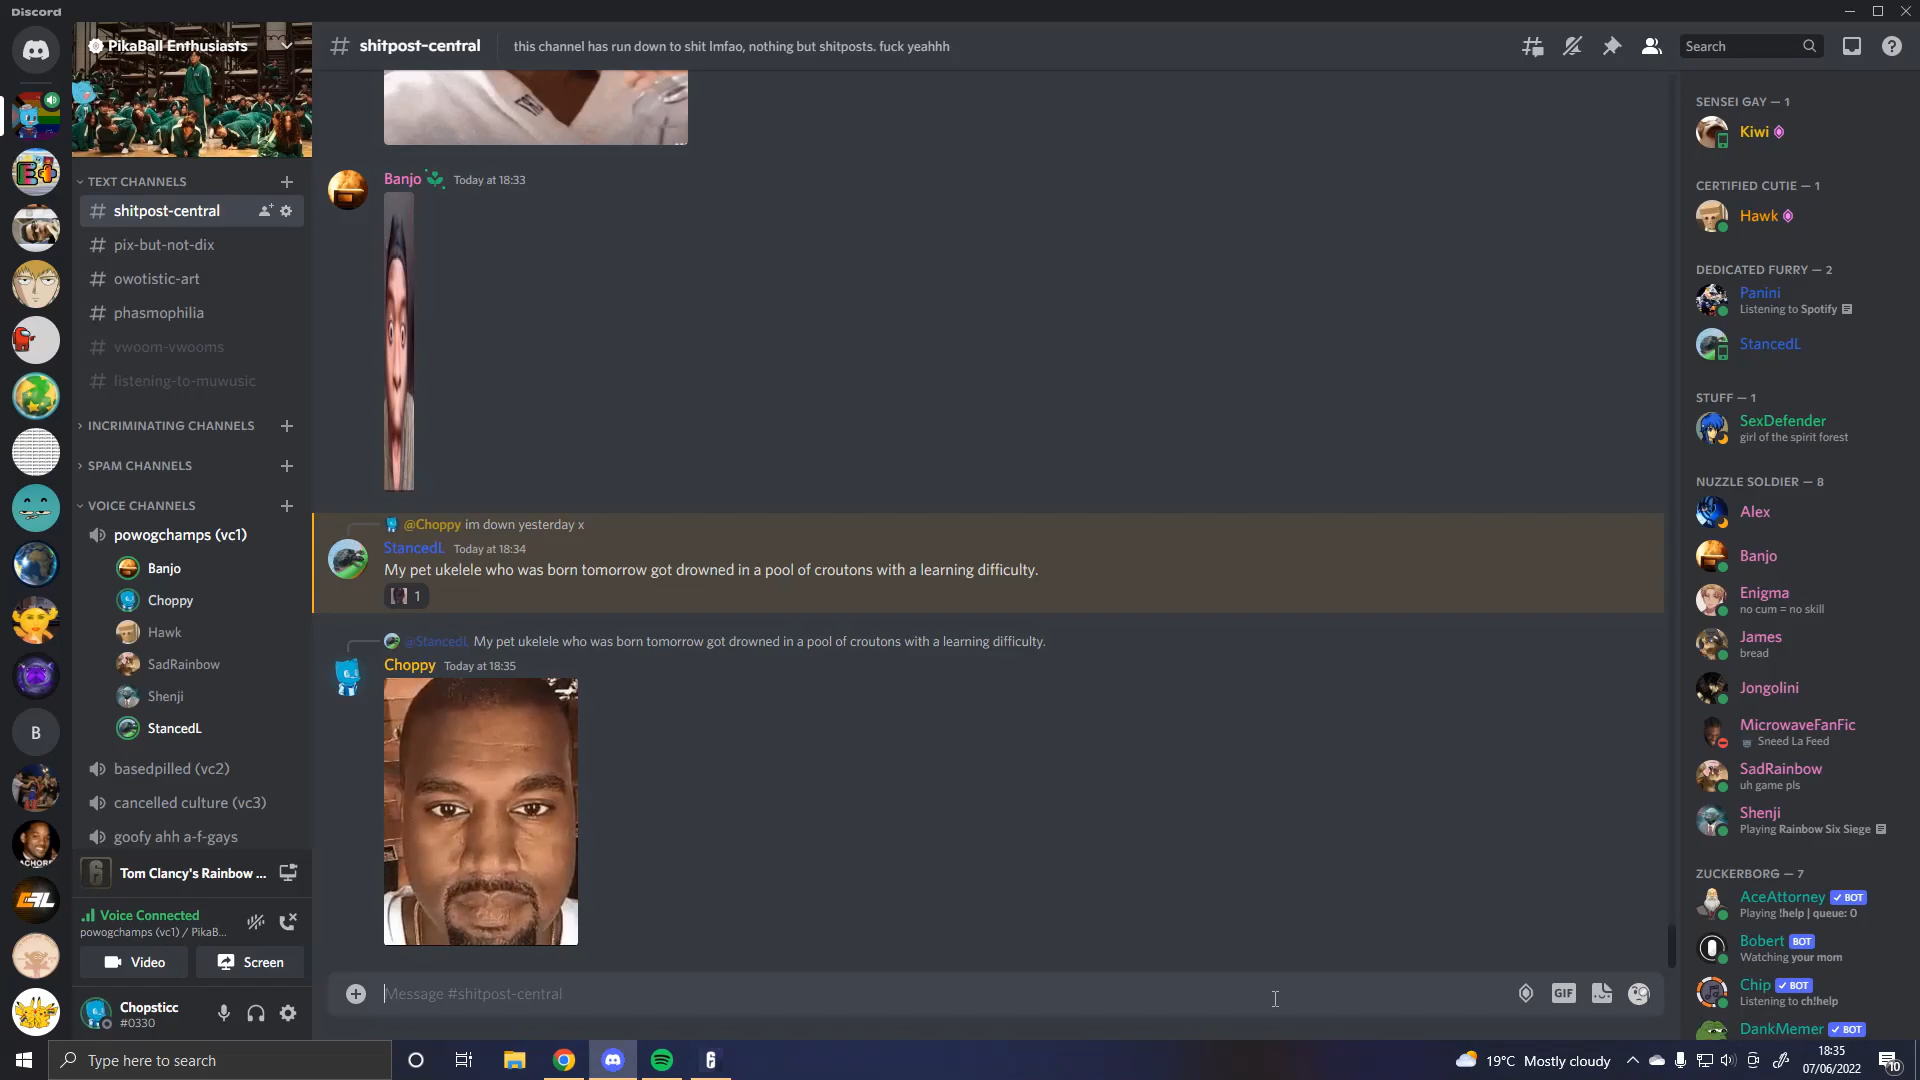 Discord
PikaBall Enthusiasts
# shitpost-central
this channel has run down to shit lmfao, nothing but shitposts. fuck yeahhh
Search
TEXT CHANNELS
# shitpost-central
# pix-but-not-dix
# owotistic-art
# phasmophilia
# vwoom-vwooms
# listening-to-muwusic
INCRIMINATING CHANNELS
SPAM CHANNELS
VOICE CHANNELS
powogchamps (vc1)
Banjo
Choppy
Hawk
SadRainbow
Shenji
StancedL
basedpilled (vc2)
cancelled culture (vc3)
goofy ahh a-f-gays
B
Tom Clancy's Rainbow ...
Voice Connected
powogchamps (vc1) / PikaB...
Video
Screen
Chopsticc
#0330
Banjo Today at 18:33
@Choppy im down yesterday x
StancedL Today at 18:34
My pet ukelele who was born tomorrow got drowned in a pool of croutons with a learning difficulty.
1
@StancedL My pet ukelele who was born tomorrow got drowned in a pool of croutons with a learning difficulty.
Choppy Today at 18:35
Message #shitpost-central
GIF
SENSEI GAY — 1
Kiwi
CERTIFIED CUTIE — 1
Hawk
DEDICATED FURRY — 2
Panini
Listening to Spotify
StancedL
STUFF — 1
SexDefender
girl of the spirit forest
NUZZLE SOLDIER — 8
Alex
Banjo
Enigma
no cum = no skill
James
bread
Jongolini
MicrowaveFanFic
Sneed La Feed
SadRainbow
uh game pls
Shenji
Playing Rainbow Six Siege
ZUCKERBORG — 7
AceAttorney ✓ BOT
Playing !help | queue: 0
Bobert BOT
Watching your mom
Chip ✓ BOT
Listening to ch!help
DankMemer ✓ BOT
Type here to search
19°C Mostly cloudy
18:35
07/06/2022
10